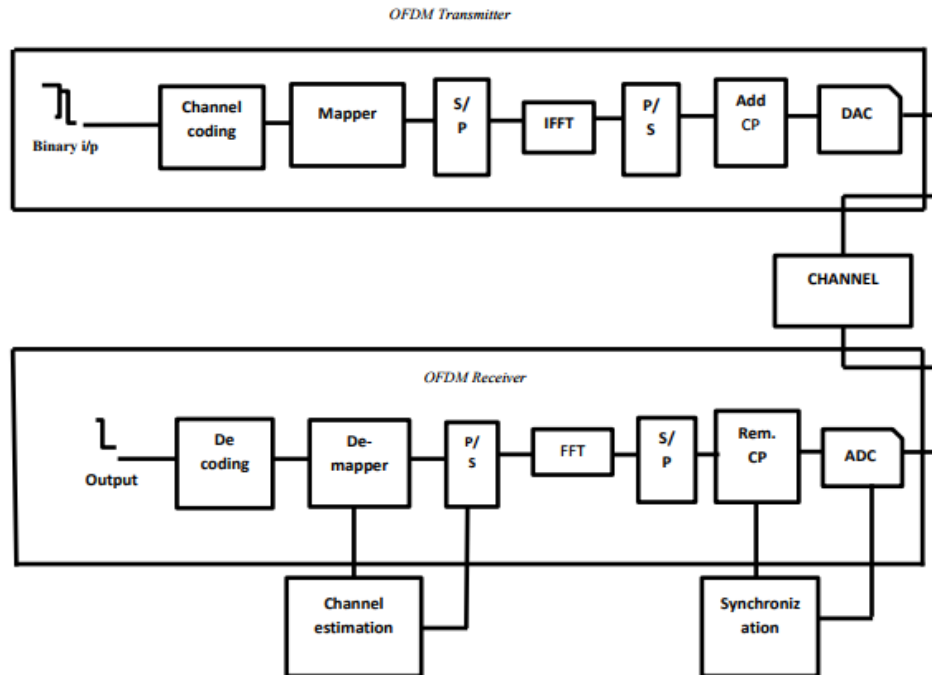 OFDM Transmitter
Binary i/p
Channel
coding
Mapper
S/
P
IFFT
P/
S
Add
CP
DAC
CHANNEL
OFDM Receiver
Output
De
coding
De-
mapper
P/
S
FFT
S/
P
Rem.
CP
ADC
Channel
estimation
Synchroniz
ation